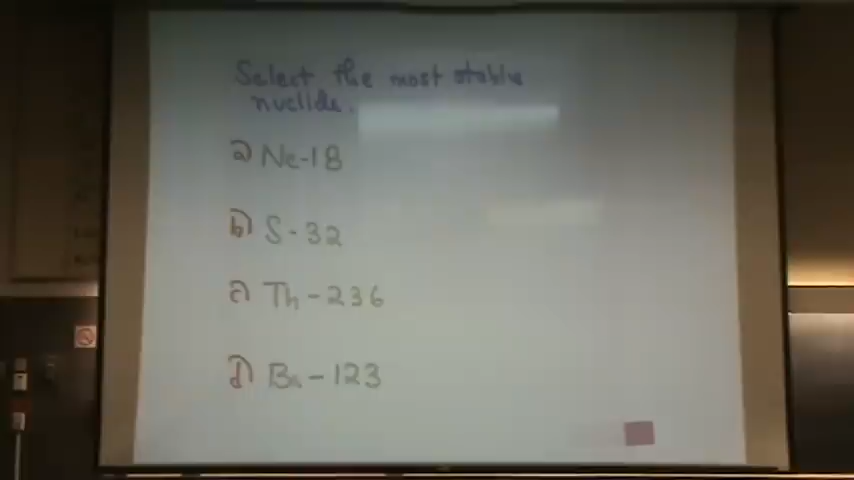 Select the most stable
nuclide.
a) Ne-18
b) S-32
c) Th-236
d) Ba-123